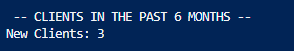 -- CLIENTS IN THE PAST 6 MONTHS --
New Clients: 3